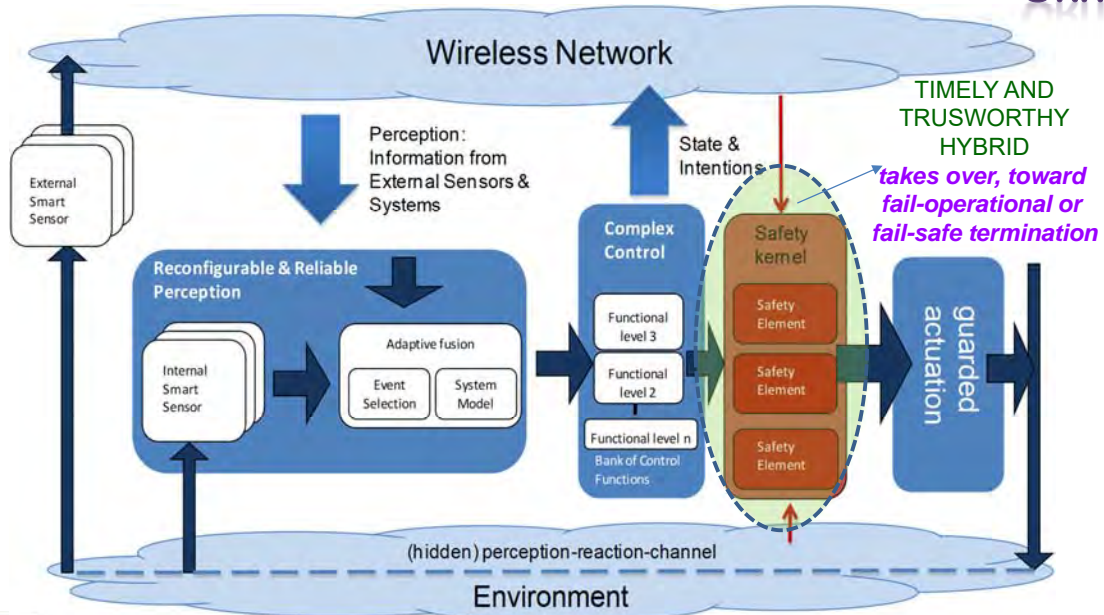 Wireless Network
TIMELY AND
TRUSWORTHY
HYBRID
takes over, toward
fail-operational or
fail-safe termination
External
Smart
Sensor
Perception:
Information from
External Sensors &
Systems
State &
Intentions
Reconfigurable & Reliable
Perception
Internal
Smart
Sensor
Adaptive fusion
Event
Selection
System
Model
Complex
Control
Functional
level 3
Functional
level 2
Functional level n
Bank of Control
Functions
Safety
kernel
Safety
Element
Safety
Element
Safety
Element
guarded
actuation
(hidden) perception-reaction-channel
Environment